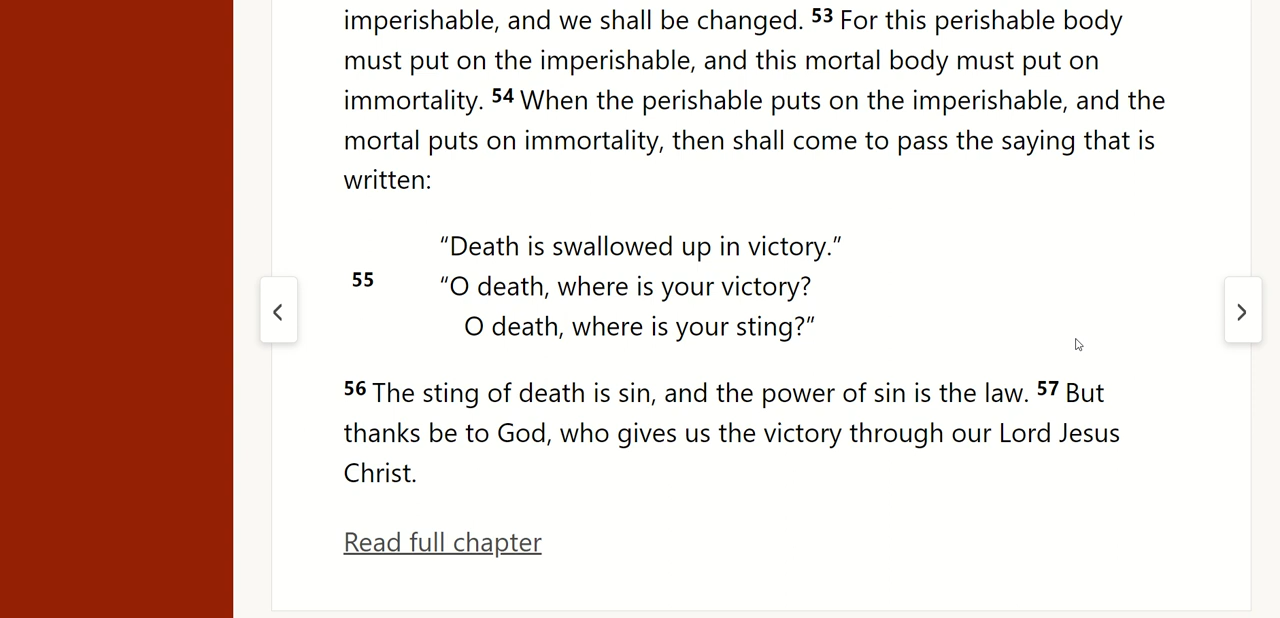 imperishable, and we shall be changed. 53 For this perishable body
must put on the imperishable, and this mortal body must put on
immortality. 54 When the perishable puts on the imperishable, and the
mortal puts on immortality, then shall come to pass the saying that is
written:
“Death is swallowed up in victory.”
55 “O death, where is your victory?
O death, where is your sting?”
56 The sting of death is sin, and the power of sin is the law. 57 But
thanks be to God, who gives us the victory through our Lord Jesus
Christ.
Read full chapter